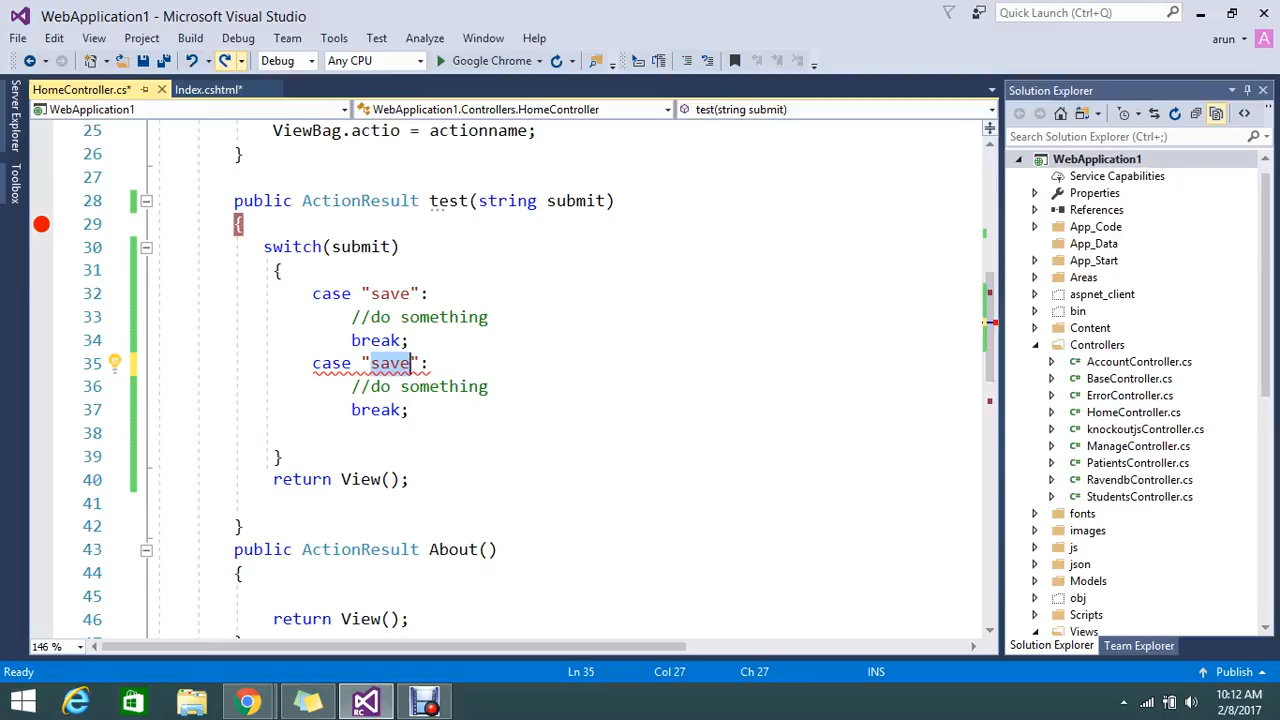 WebApplication1 - Microsoft Visual Studio
Quick Launch (Ctrl+Q)
File Edit View Project Build Debug Team Tools Test Analyze Window Help
arun A
Debug Any CPU Google Chrome
HomeController.cs* Index.cshtml*
WebApplication1 WebApplication1.Controllers.HomeController test(string submit)
Server Explorer
Toolbox
25 ViewBag.actio = actionname;
26 }
27
28 public ActionResult test(string submit)
29 {
30 switch(submit)
31 {
32 case "save":
33 //do something
34 break;
35 case "save":
36 //do something
37 break;
38
39 }
40 return View();
41
42 }
43 public ActionResult About()
44 {
45
46 return View();
146 %
Solution Explorer
Search Solution Explorer (Ctrl+;)
WebApplication1
Service Capabilities
Properties
References
App_Code
App_Data
App_Start
Areas
aspnet_client
bin
Content
Controllers
C# AccountController.cs
C# BaseController.cs
C# ErrorController.cs
C# HomeController.cs
C# knockoutjsController.cs
C# ManageController.cs
C# PatientsController.cs
C# RavendbController.cs
C# StudentsController.cs
fonts
images
js
json
Models
obj
Scripts
Views
Solution Explorer Team Explorer
Ready Ln 35 Col 27 Ch 27 INS Publish
RC
10:12 AM
2/8/2017